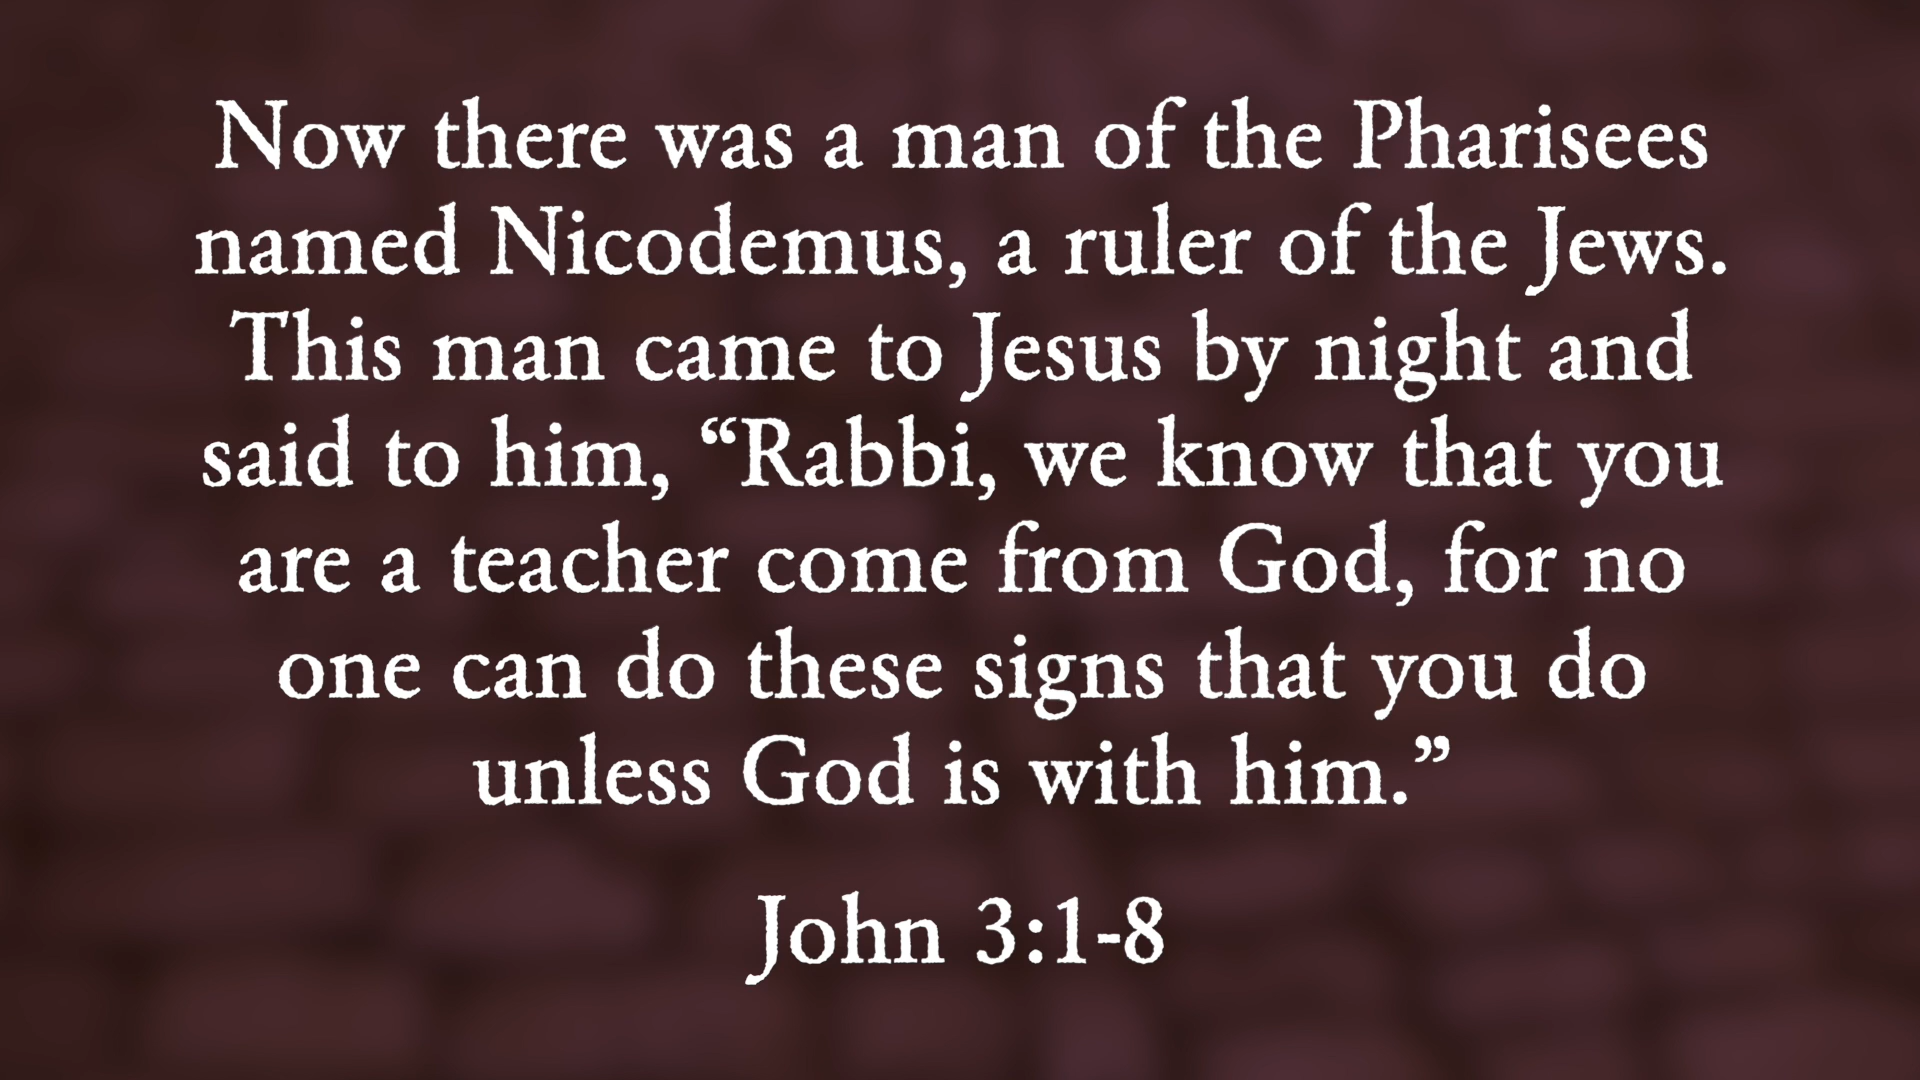 Now there was a man of the Pharisees
named Nicodemus, a ruler of the Jews.
This man came to Jesus by night and
said to him, “Rabbi, we know that you
are a teacher come from God, for no
one can do these signs that you do
unless God is with him.”
John 3:1-8